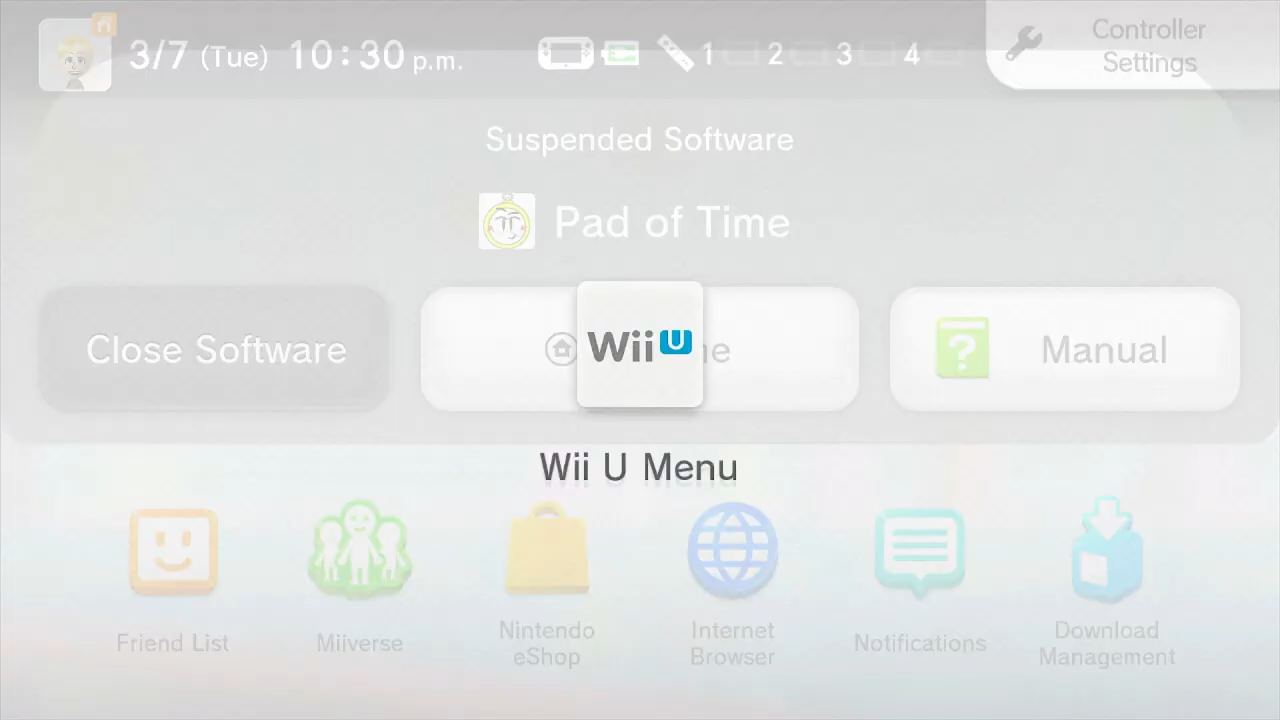 3/7 (Tue) 10:30 p.m.
1 2 3 4
Controller
Settings
Suspended Software
Pad of Time
Close Software
Wii U
Manual
Wii U Menu
Friend List
Miiverse
Nintendo
eShop
Internet
Browser
Notifications
Download
Management